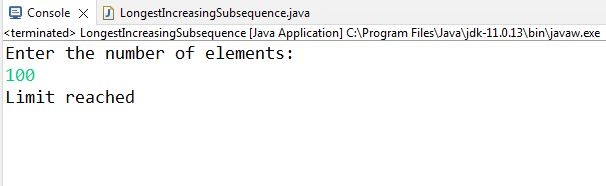 Console LongestIncreasingSubsequence.java
<terminated> LongestIncreasingSubsequence [Java Application] C:\Program Files\Java\jdk-11.0.13\bin\javaw.exe
Enter the number of elements:
100
Limit reached